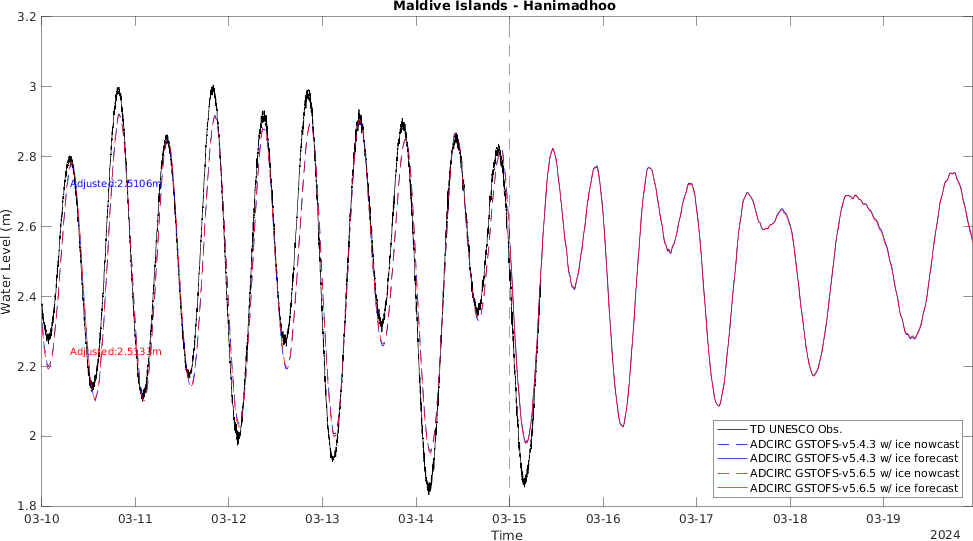 Maldive Islands - Hanimadhoo
3.2
3
2.8
2.6
2.4
2.2
2
1.8
Water Level (m)
Adjusted:2.5106m
Adjusted:2.5133m
TD UNESCO Obs.
ADCIRC GSTOFS-v5.4.3 w/ ice nowcast
ADCIRC GSTOFS-v5.4.3 w/ ice forecast
ADCIRC GSTOFS-v5.6.5 w/ ice nowcast
ADCIRC GSTOFS-v5.6.5 w/ ice forecast
03-10 03-11 03-12 03-13 03-14 03-15 03-16 03-17 03-18 03-19
Time
2024